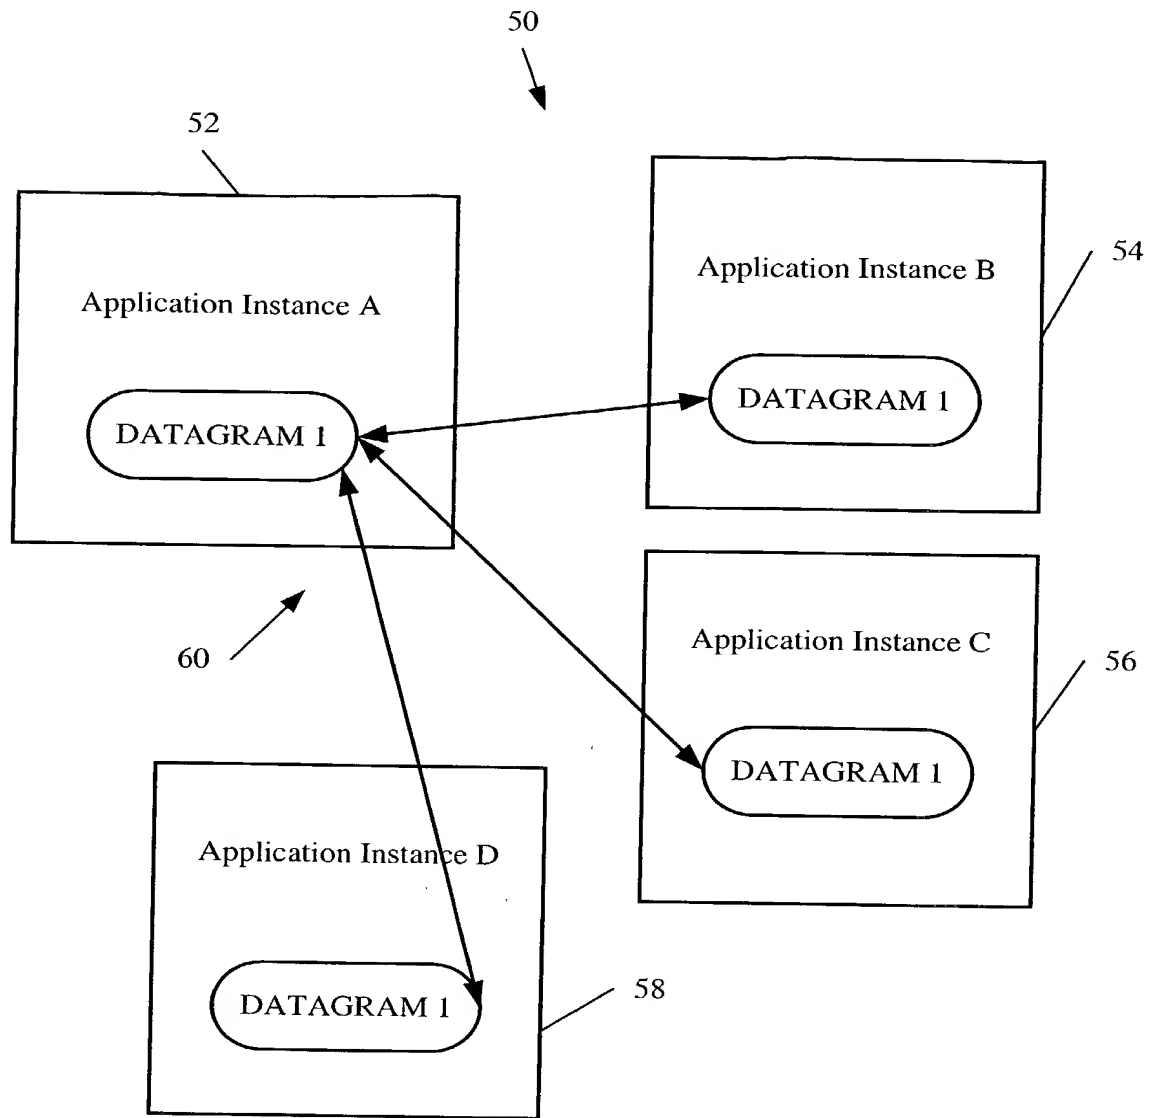 50
52
Application Instance A
DATAGRAM 1
54
Application Instance B
DATAGRAM 1
60
56
Application Instance C
DATAGRAM 1
58
Application Instance D
DATAGRAM 1